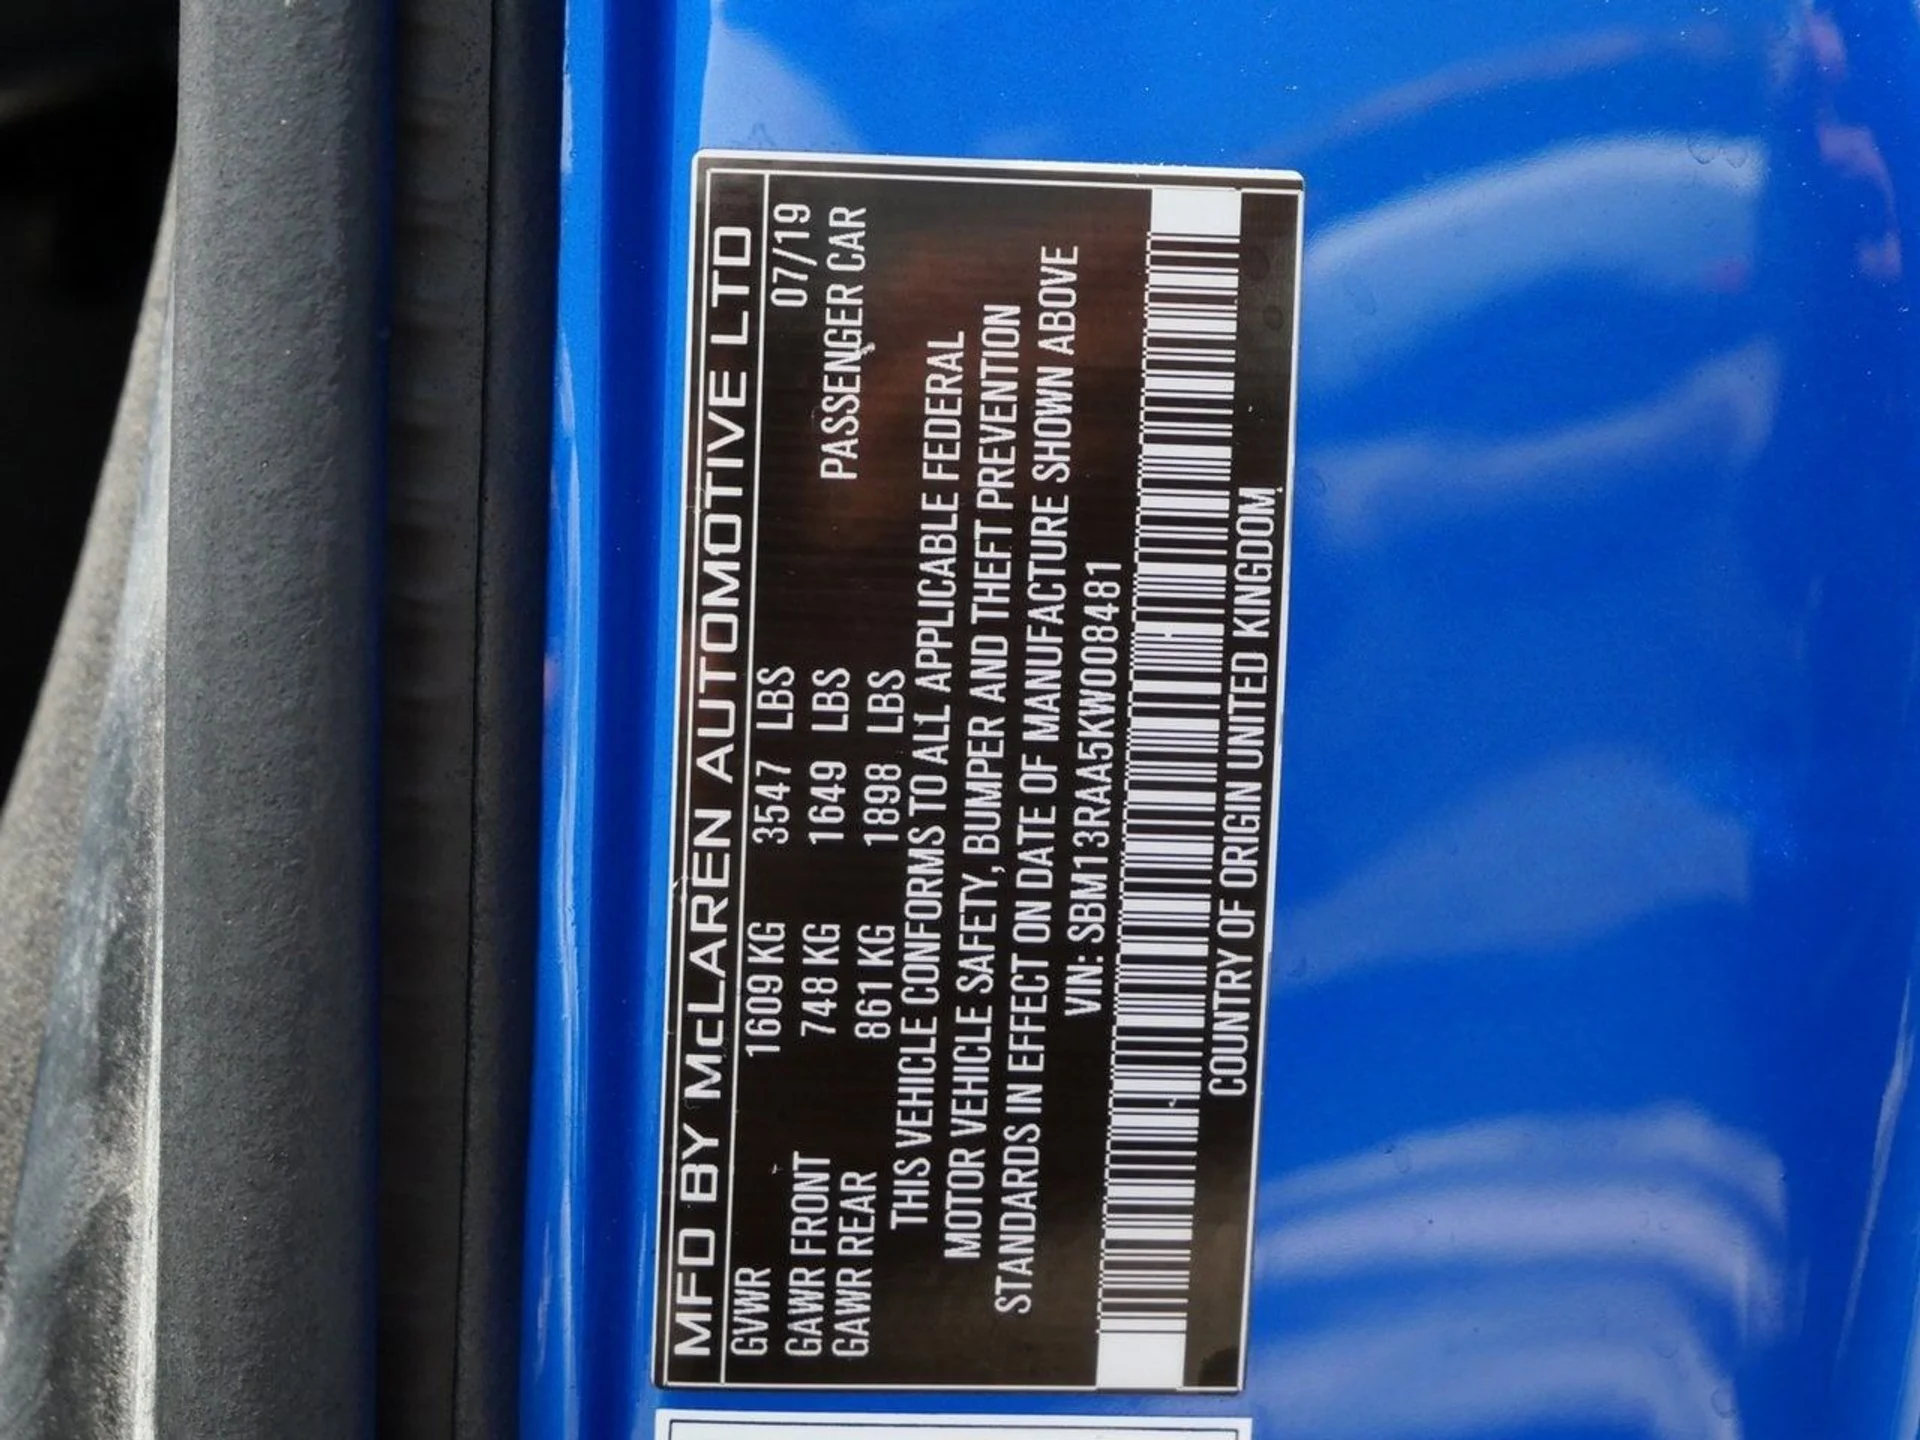 MFD BY McLAREN AUTOMOTIVE LTD
GVWR 1609 KG 3547 LBS 07/19
GAWR FRONT 748 KG 1649 LBS PASSENGER CAR
GAWR REAR 861 KG 1898 LBS
THIS VEHICLE CONFORMS TO ALL APPLICABLE FEDERAL
MOTOR VEHICLE SAFETY, BUMPER AND THEFT PREVENTION
STANDARDS IN EFFECT ON DATE OF MANUFACTURE SHOWN ABOVE
VIN: SBM13RAA5KW008481
COUNTRY OF ORIGIN UNITED KINGDOM